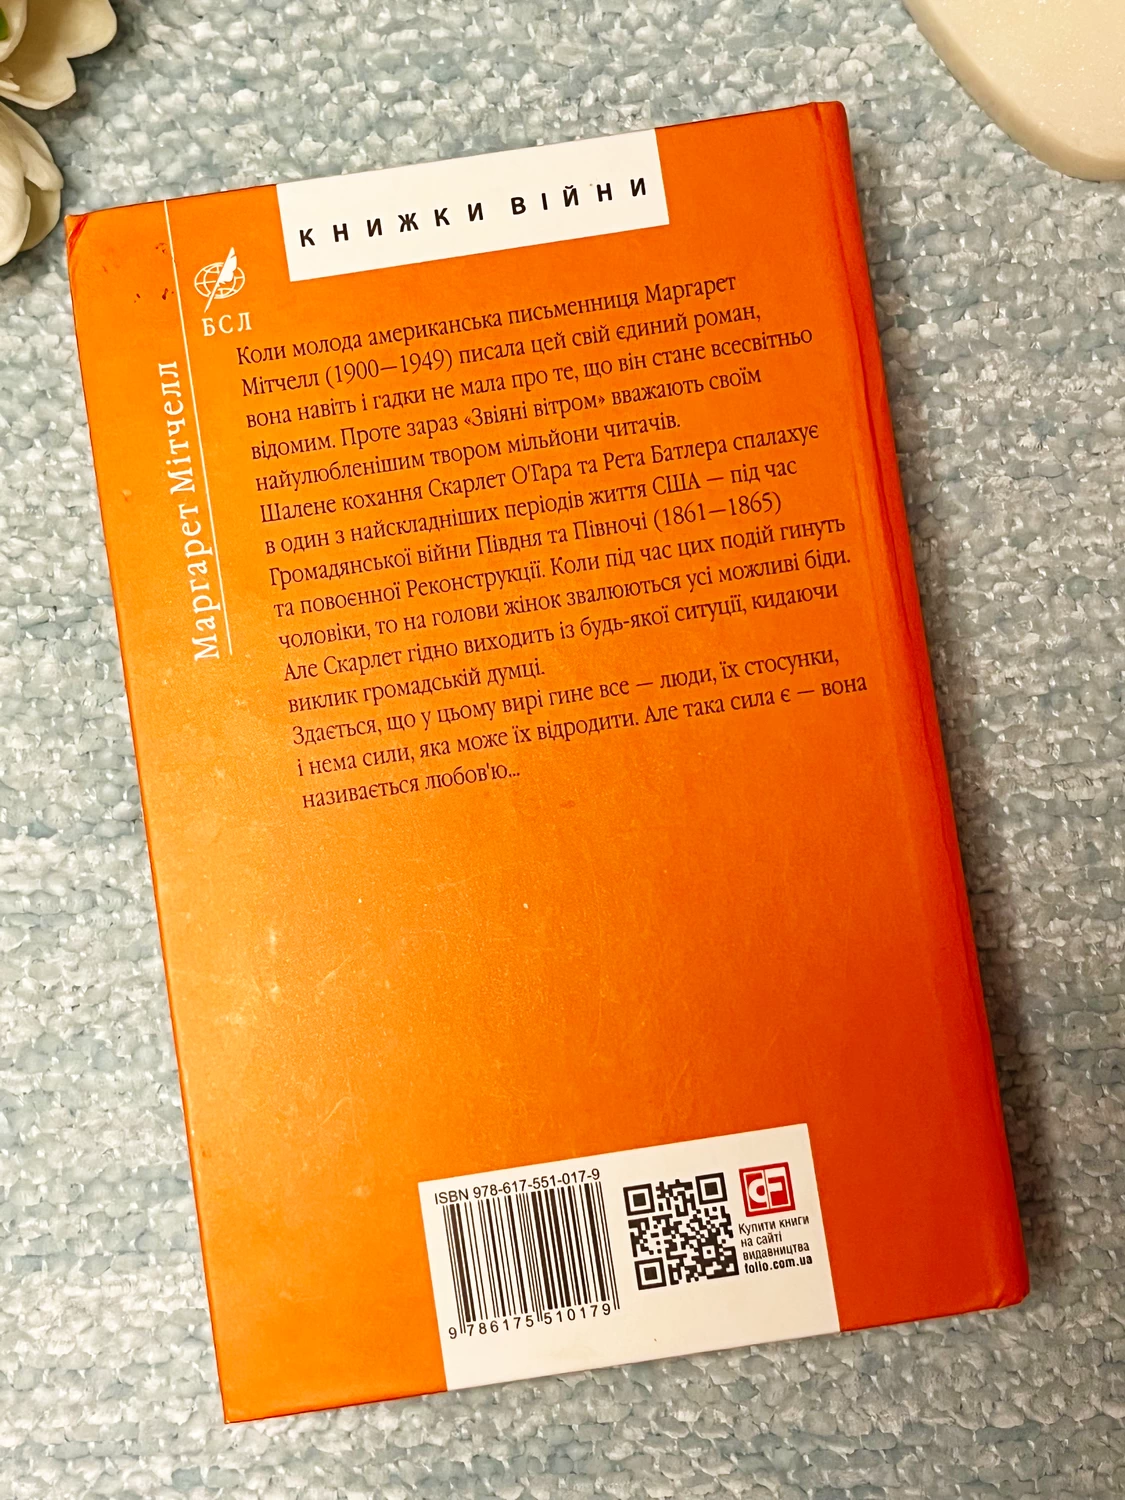 КНИЖКИ ВІЙНИ
БСЛ
Маргарет Мітчелл
Коли молода американська письменниця Маргарет
Мітчелл (1900—1949) писала цей свій єдиний роман,
вона навіть і гадки не мала про те, що він стане всесвітньо
відомим. Проте зараз «Звіяні вітром» вважають своїм
найулюбленішим твором мільйони читачів.
Шалене кохання Скарлет О'Гара та Рета Батлера спалахує
в один з найскладніших періодів життя США — під час
Громадянської війни Півдня та Півночі (1861—1865)
та повоєнної Реконструкції. Коли під час цих подій гинуть
чоловіки, то на голови жінок звалюються усі можливі біди.
Але Скарлет гідно виходить із будь-якої ситуції, кидаючи
виклик громадській думці.
Здається, що у цьому вирі гине все — люди, їх стосунки,
і нема сили, яка може їх відродити. Але така сила є — вона
називається любов'ю...
ISBN 978-617-551-017-9
9 786175 510179
CF
Купити книги
на сайті
видавництва
folio.com.ua